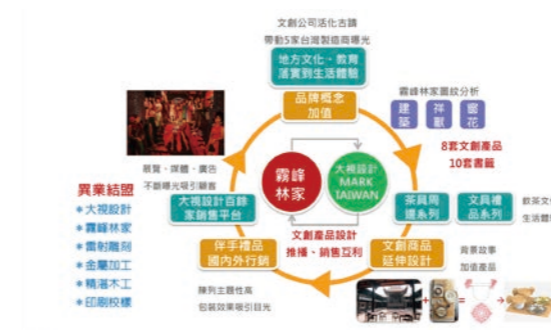 文創公司活化古蹟
帶動5家台灣製造商曝光
地方文化、教育
落實到生活體驗
品牌概念
加值
霧峰林家圖紋分析
建築
祥獸
窗花
8套文創產品
10套書籤
展覽、媒體、廣告
不斷曝光吸引顧客
霧峰
林家
大視設計
MARK
TAIWAN
異業結盟
*大視設計
*霧峰林家
*雷射雕刻
*金屬加工
*精湛木工
*印刷校樣
大視設計百餘
家銷售平台
茶具周
邊系列
文具禮
品系列
飲茶文
生活體
文創產品設計
推播、銷售互利
伴手禮品
國內外行銷
文創商品
延伸設計
背景故事
加值產品
陳列主題性高
包裝效果吸引目光